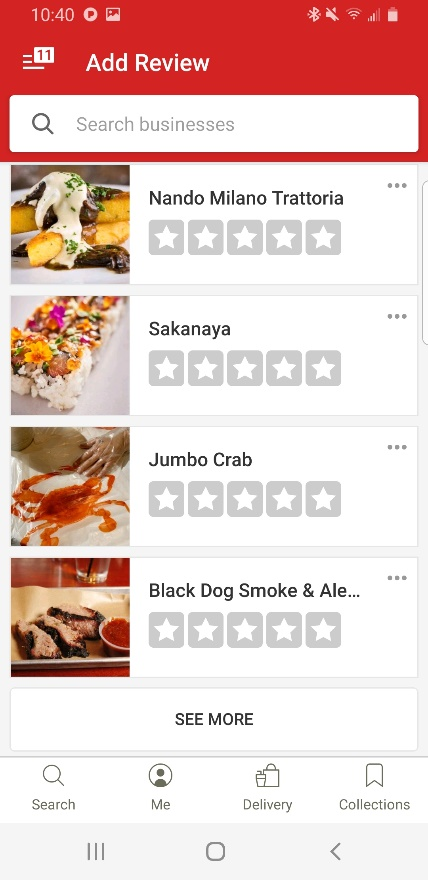 10:40
11
Add Review
Search businesses
Nando Milano Trattoria
Sakanaya
Jumbo Crab
Black Dog Smoke & Ale...
SEE MORE
Search
Me
Delivery
Collections